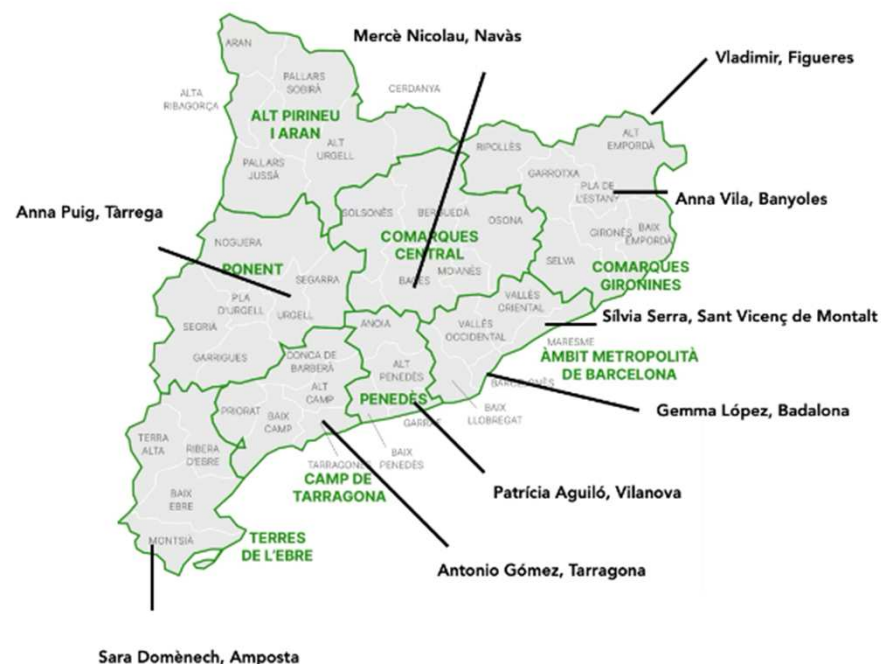 Mercè Nicolau, Navàs
Vladimir, Figueres
ARAN
PALLARS
SOBIRÀ
ALTA
RIBAGORÇA
CERDANYA
ALT PIRINEU
I ARAN
ALT
URGELL
PALLARS
JUSSÀ
RIPOLLÈS
ALT
EMPORDÀ
GARROTXA
PLA DE
L'ESTANY
Anna Vila, Banyoles
Anna Puig, Tàrrega
SOLSONÈS
BERGUEDÀ
OSONA
GIRONÈS
BAIX
EMPORDÀ
NOGUERA
COMARQUES
CENTRAL
SELVA
COMARQUES
GIRONINES
PONENT
SEGARRA
BAGES
MOIANÈS
PLA
D'URGELL
URGELL
SEGRIÀ
VALLÈS
ORIENTAL
Sílvia Serra, Sant Vicenç de Montalt
ANOIA
VALLÈS
OCCIDENTAL
MARESME
GARRIGUES
CONCA DE
BARBERÀ
ALT
PENEDÈS
ÀMBIT METROPOLITÀ
DE BARCELONA
BARCELONÈS
ALT
CAMP
PENEDÈS
PRIORAT
BAIX
CAMP
BAIX
LLOBREGAT
Gemma López, Badalona
GARRAF
TERRA
ALTA
RIBERA
D'EBRE
TARRAGONÈS
BAIX
PENEDÈS
CAMP DE
TARRAGONA
Patrícia Aguiló, Vilanova
BAIX
EBRE
MONTSIÀ
TERRES
DE L'EBRE
Antonio Gómez, Tarragona
Sara Domènech, Amposta